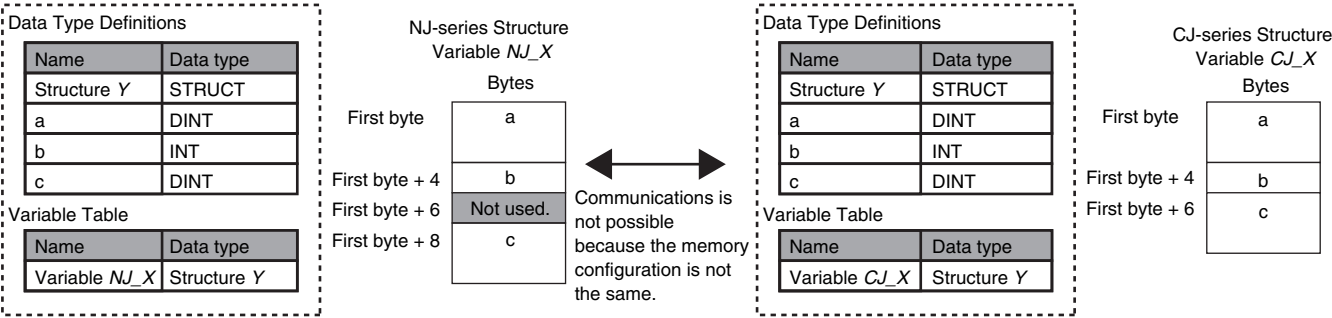 Data Type Definitions
Name Data type
Structure Y STRUCT
a DINT
b INT
c DINT
Variable Table
Name Data type
Variable NJ_X Structure Y
NJ-series Structure
Variable NJ_X
Bytes
First byte a
First byte + 4 b
First byte + 6 Not used.
First byte + 8 c
Communications is
not possible
because the memory
configuration is not
the same.
Data Type Definitions
Name Data type
Structure Y STRUCT
a DINT
b INT
c DINT
Variable Table
Name Data type
Variable CJ_X Structure Y
CJ-series Structure
Variable CJ_X
Bytes
First byte a
First byte + 4 b
First byte + 6 c